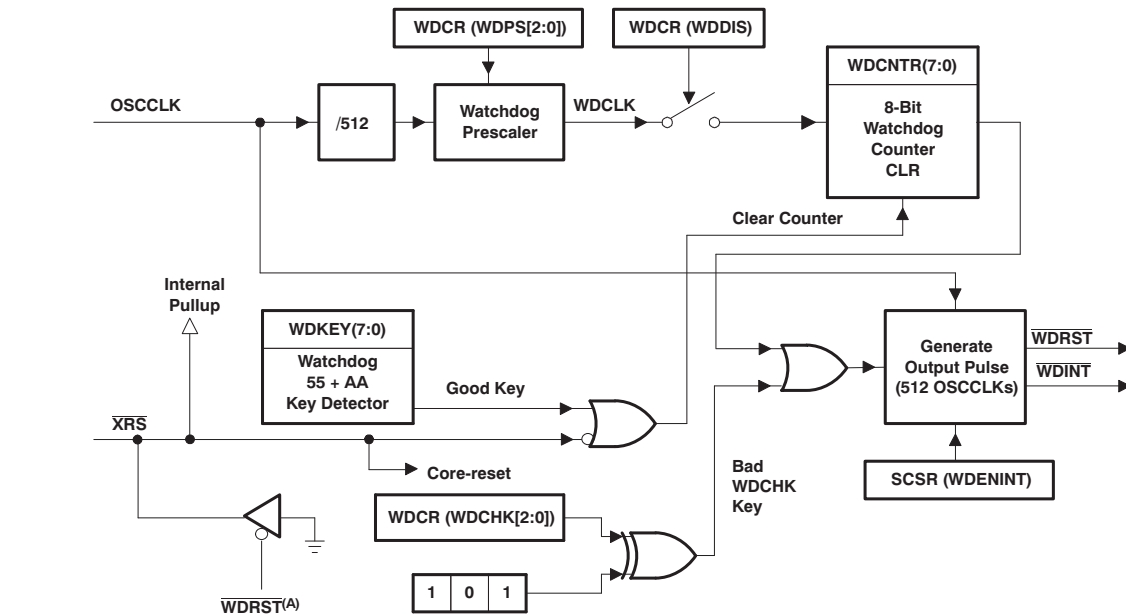 WDCR (WDPS[2:0])
WDCR (WDDIS)
OSCCLK
/512
Watchdog
Prescaler
WDCLK
WDCNTR(7:0)
8-Bit
Watchdog
Counter
CLR
Clear Counter
Internal
Pullup
WDKEY(7:0)
Watchdog
55 + AA
Key Detector
Good Key
XRS
Core-reset
Generate
Output Pulse
(512 OSCCLKs)
WDRST
WDINT
SCSR (WDENINT)
Bad
WDCHK
Key
WDCR (WDCHK[2:0])
1 0 1
WDRST(A)